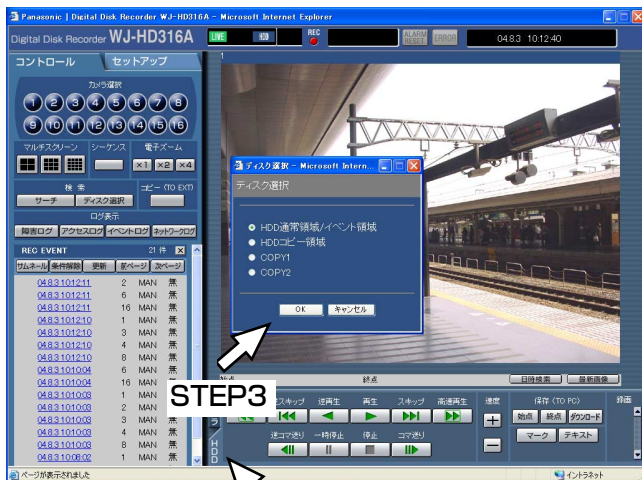 Panasonic | Digital Disk Recorder WJ-HD316A - Microsoft Internet Explorer
Digital Disk Recorder WJ-HD316A
LIVE
HDD
REC
ALARM RESET
ERROR
04.8.3 10:12:40
コントロール
セットアップ
1
カメラ選択
1 2 3 4 5 6 7 8
9 10 11 12 13 14 15 16
マルチスクリーン シーケンス 電子ズーム
×1 ×2 ×4
検 索 コピー (TO EXT)
サーチ ディスク選択
ログ表示
障害ログ アクセスログ イベントログ ネットワークログ
REC EVENT 21 件
サムネール 条件解除 更新 前ページ 次ページ
04.8.3 10:12:11 2 MAN 無
04.8.3 10:12:11 6 MAN 無
04.8.3 10:12:11 16 MAN 無
04.8.3 10:12:10 1 MAN 無
04.8.3 10:12:10 3 MAN 無
04.8.3 10:12:10 4 MAN 無
04.8.3 10:12:10 8 MAN 無
04.8.3 10:10:04 6 MAN 無
04.8.3 10:10:04 16 MAN 無
04.8.3 10:10:03 1 MAN 無
04.8.3 10:10:03 2 MAN 無
04.8.3 10:10:03 3 MAN 無
04.8.3 10:10:03 4 MAN 無
04.8.3 10:10:03 8 MAN 無
04.8.3 10:08:02 1 MAN 無
ディスク選択 - Microsoft Intern...
ディスク選択
HDD通常領域/イベント領域
HDDコピー領域
COPY1
COPY2
OK キャンセル
STEP3
終点
日時検索 最新画像
スキップ 逆再生 再生 スキップ 高速再生 速度 保存 (TO PC) 録画
始点 終点 ダウンロード
逆コマ送り 一時停止 停止 コマ送り
マーク テキスト
ラ
HDD
ページが表示されました
イントラネット